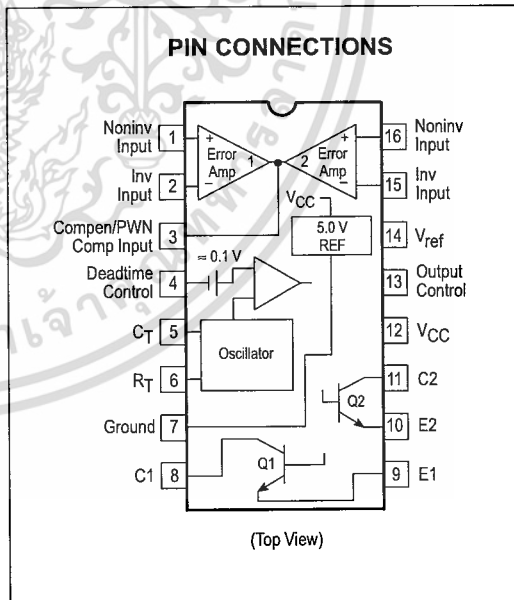 PIN CONNECTIONS
Noninv
Input
1
Inv
Input
2
Compen/PWN
Comp Input
3
Deadtime
Control
4
CT
5
RT
6
Ground
7
C1
8
+
Error
Amp
1
−
2
Error
Amp
+
−
VCC
5.0 V
REF
≈ 0.1 V
Oscillator
Q2
Q1
16
Noninv
Input
15
Inv
Input
14
Vref
13
Output
Control
12
VCC
11
C2
10
E2
9
E1
(Top View)